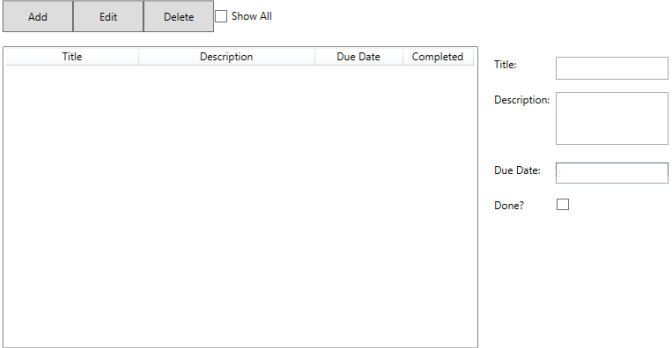 Add Edit Delete Show All
Title Description Due Date Completed
Title:
Description:
Due Date:
Done?